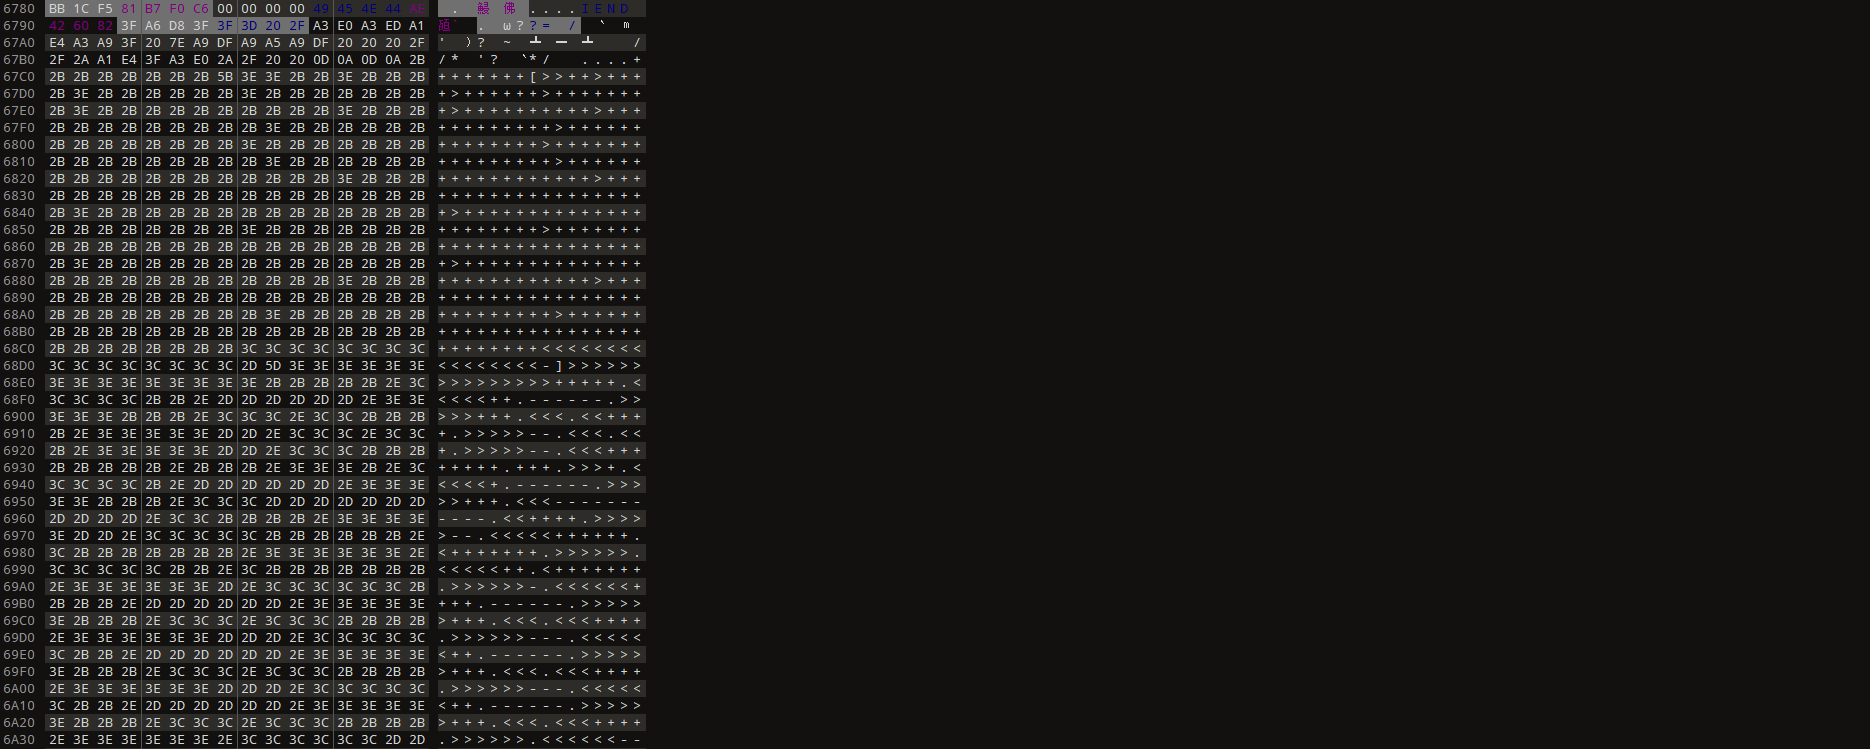 6780 BB 1C F5 81 B7 F0 C6 00 00 00 00 49 45 4E 44 AE . 鰻 佛 ....IEND
6790 42 60 82 3F A6 D8 3F 3F 3D 20 2F A3 E0 A3 ED A1 . ω??= / ｀ ｍ
67A0 E4 A3 A9 3F 20 7E A9 DF A9 A5 A9 DF 20 20 20 2F ' ）? ~ ┻ ━ ┻ /
67B0 2F 2A A1 E4 3F A3 E0 2A 2F 20 20 0D 0A 0D 0A 2B /* '? ｀*/ ....+
67C0 2B 2B 2B 2B 2B 2B 2B 5B 3E 3E 2B 2B 3E 2B 2B 2B +++++++[>>++>+++
67D0 2B 3E 2B 2B 2B 2B 2B 2B 3E 2B 2B 2B 2B 2B 2B 2B +>++++++>+++++++
67E0 2B 3E 2B 2B 2B 2B 2B 2B 2B 2B 2B 2B 3E 2B 2B 2B +>++++++++++>+++
67F0 2B 2B 2B 2B 2B 2B 2B 2B 2B 3E 2B 2B 2B 2B 2B 2B +++++++++>++++++
6800 2B 2B 2B 2B 2B 2B 2B 2B 3E 2B 2B 2B 2B 2B 2B 2B ++++++++>+++++++
6810 2B 2B 2B 2B 2B 2B 2B 2B 2B 3E 2B 2B 2B 2B 2B 2B +++++++++>++++++
6820 2B 2B 2B 2B 2B 2B 2B 2B 2B 2B 2B 2B 3E 2B 2B 2B ++++++++++++>+++
6830 2B 2B 2B 2B 2B 2B 2B 2B 2B 2B 2B 2B 2B 2B 2B 2B ++++++++++++++++
6840 2B 3E 2B 2B 2B 2B 2B 2B 2B 2B 2B 2B 2B 2B 2B 2B +>++++++++++++++
6850 2B 2B 2B 2B 2B 2B 2B 2B 3E 2B 2B 2B 2B 2B 2B 2B ++++++++>+++++++
6860 2B 2B 2B 2B 2B 2B 2B 2B 2B 2B 2B 2B 2B 2B 2B 2B ++++++++++++++++
6870 2B 3E 2B 2B 2B 2B 2B 2B 2B 2B 2B 2B 2B 2B 2B 2B +>++++++++++++++
6880 2B 2B 2B 2B 2B 2B 2B 2B 2B 2B 2B 2B 3E 2B 2B 2B ++++++++++++>+++
6890 2B 2B 2B 2B 2B 2B 2B 2B 2B 2B 2B 2B 2B 2B 2B 2B ++++++++++++++++
68A0 2B 2B 2B 2B 2B 2B 2B 2B 2B 3E 2B 2B 2B 2B 2B 2B +++++++++>++++++
68B0 2B 2B 2B 2B 2B 2B 2B 2B 2B 2B 2B 2B 2B 2B 2B 2B ++++++++++++++++
68C0 2B 2B 2B 2B 2B 2B 2B 2B 3C 3C 3C 3C 3C 3C 3C 3C ++++++++<<<<<<<<
68D0 3C 3C 3C 3C 3C 3C 3C 3C 2D 5D 3E 3E 3E 3E 3E 3E <<<<<<<<-]>>>>>>
68E0 3E 3E 3E 3E 3E 3E 3E 3E 3E 2B 2B 2B 2B 2B 2E 3C >>>>>>>>>+++++.<
68F0 3C 3C 3C 3C 2B 2B 2E 2D 2D 2D 2D 2D 2D 2E 3E 3E <<<<++.------.>>
6900 3E 3E 3E 2B 2B 2B 2E 3C 3C 3C 2E 3C 3C 2B 2B 2B >>>+++.<<<.<<+++
6910 2B 2E 3E 3E 3E 3E 3E 2D 2D 2E 3C 3C 3C 2E 3C 3C +.>>>>>--.<<<.<<
6920 2B 2E 3E 3E 3E 3E 3E 2D 2D 2E 3C 3C 3C 2B 2B 2B +.>>>>>--.<<<+++
6930 2B 2B 2B 2B 2B 2E 2B 2B 2B 2E 3E 3E 3E 2B 2E 3C +++++.+++.>>>+.<
6940 3C 3C 3C 3C 2B 2E 2D 2D 2D 2D 2D 2D 2E 3E 3E 3E <<<<+.------.>>>
6950 3E 3E 2B 2B 2B 2E 3C 3C 3C 2D 2D 2D 2D 2D 2D 2D >>+++.<<<-------
6960 2D 2D 2D 2D 2E 3C 3C 2B 2B 2B 2B 2E 3E 3E 3E 3E ----.<<++++.>>>>
6970 3E 2D 2D 2E 3C 3C 3C 3C 3C 2B 2B 2B 2B 2B 2B 2E >--.<<<<<++++++.
6980 3C 2B 2B 2B 2B 2B 2B 2B 2E 3E 3E 3E 3E 3E 3E 2E <+++++++.>>>>>>.
6990 3C 3C 3C 3C 3C 2B 2B 2E 3C 2B 2B 2B 2B 2B 2B 2B <<<<<++.<+++++++
69A0 2E 3E 3E 3E 3E 3E 3E 2D 2E 3C 3C 3C 3C 3C 3C 2B .>>>>>>-.<<<<<<+
69B0 2B 2B 2B 2E 2D 2D 2D 2D 2D 2D 2E 3E 3E 3E 3E 3E +++.------.>>>>>
69C0 3E 2B 2B 2B 2E 3C 3C 3C 2E 3C 3C 3C 2B 2B 2B 2B >+++.<<<.<<<++++
69D0 2E 3E 3E 3E 3E 3E 3E 2D 2D 2D 2E 3C 3C 3C 3C 3C .>>>>>>---.<<<<<
69E0 3C 2B 2B 2E 2D 2D 2D 2D 2D 2D 2E 3E 3E 3E 3E 3E <++.------.>>>>>
69F0 3E 2B 2B 2B 2E 3C 3C 3C 2E 3C 3C 3C 2B 2B 2B 2B >+++.<<<.<<<++++
6A00 2E 3E 3E 3E 3E 3E 3E 2D 2D 2D 2E 3C 3C 3C 3C 3C .>>>>>>---.<<<<<
6A10 3C 2B 2B 2E 2D 2D 2D 2D 2D 2D 2E 3E 3E 3E 3E 3E <++.------.>>>>>
6A20 3E 2B 2B 2B 2E 3C 3C 3C 2E 3C 3C 3C 2B 2B 2B 2B >+++.<<<.<<<++++
6A30 2E 3E 3E 3E 3E 3E 3E 2E 3C 3C 3C 3C 3C 3C 2D 2D .>>>>>>.<<<<<<--